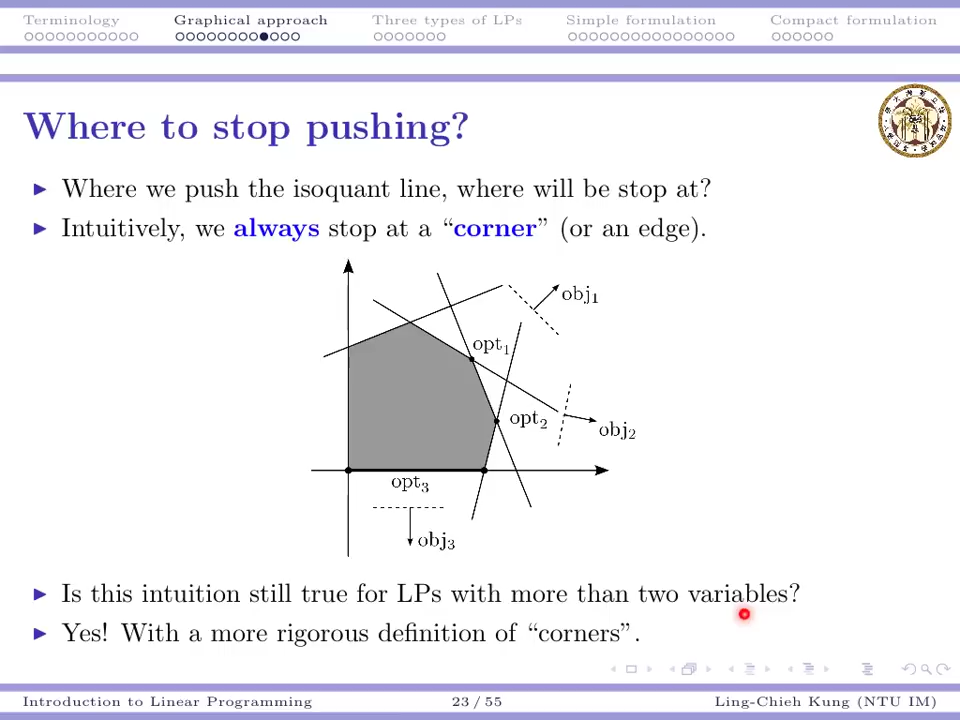 Terminology Graphical approach Three types of LPs Simple formulation Compact formulation
Where to stop pushing?
Where we push the isoquant line, where will be stop at?
Intuitively, we always stop at a “corner” (or an edge).
obj1
opt1
opt2
obj2
opt3
obj3
Is this intuition still true for LPs with more than two variables?
Yes! With a more rigorous definition of “corners”.
Introduction to Linear Programming 23 / 55 Ling-Chieh Kung (NTU IM)